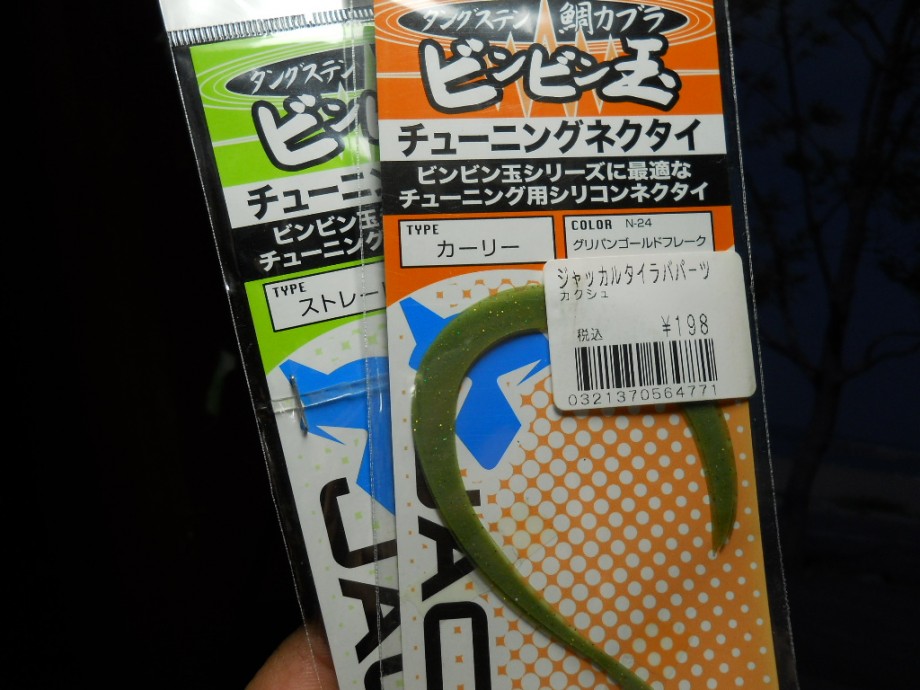 タングステン
ビン
チューニン
ビンビン玉
チューニング
TYPE
ストレー
JAC
タングステン 鯛カブラ
ビンビン玉
チューニングネクタイ
ビンビン玉シリーズに最適な
チューニング用シリコンネクタイ
TYPE
カーリー
COLOR N-24
グリパンゴールドフレーク
ジャッカルタイラバパーツ
カクシュ
税込 ¥198
0321370564771
JAC